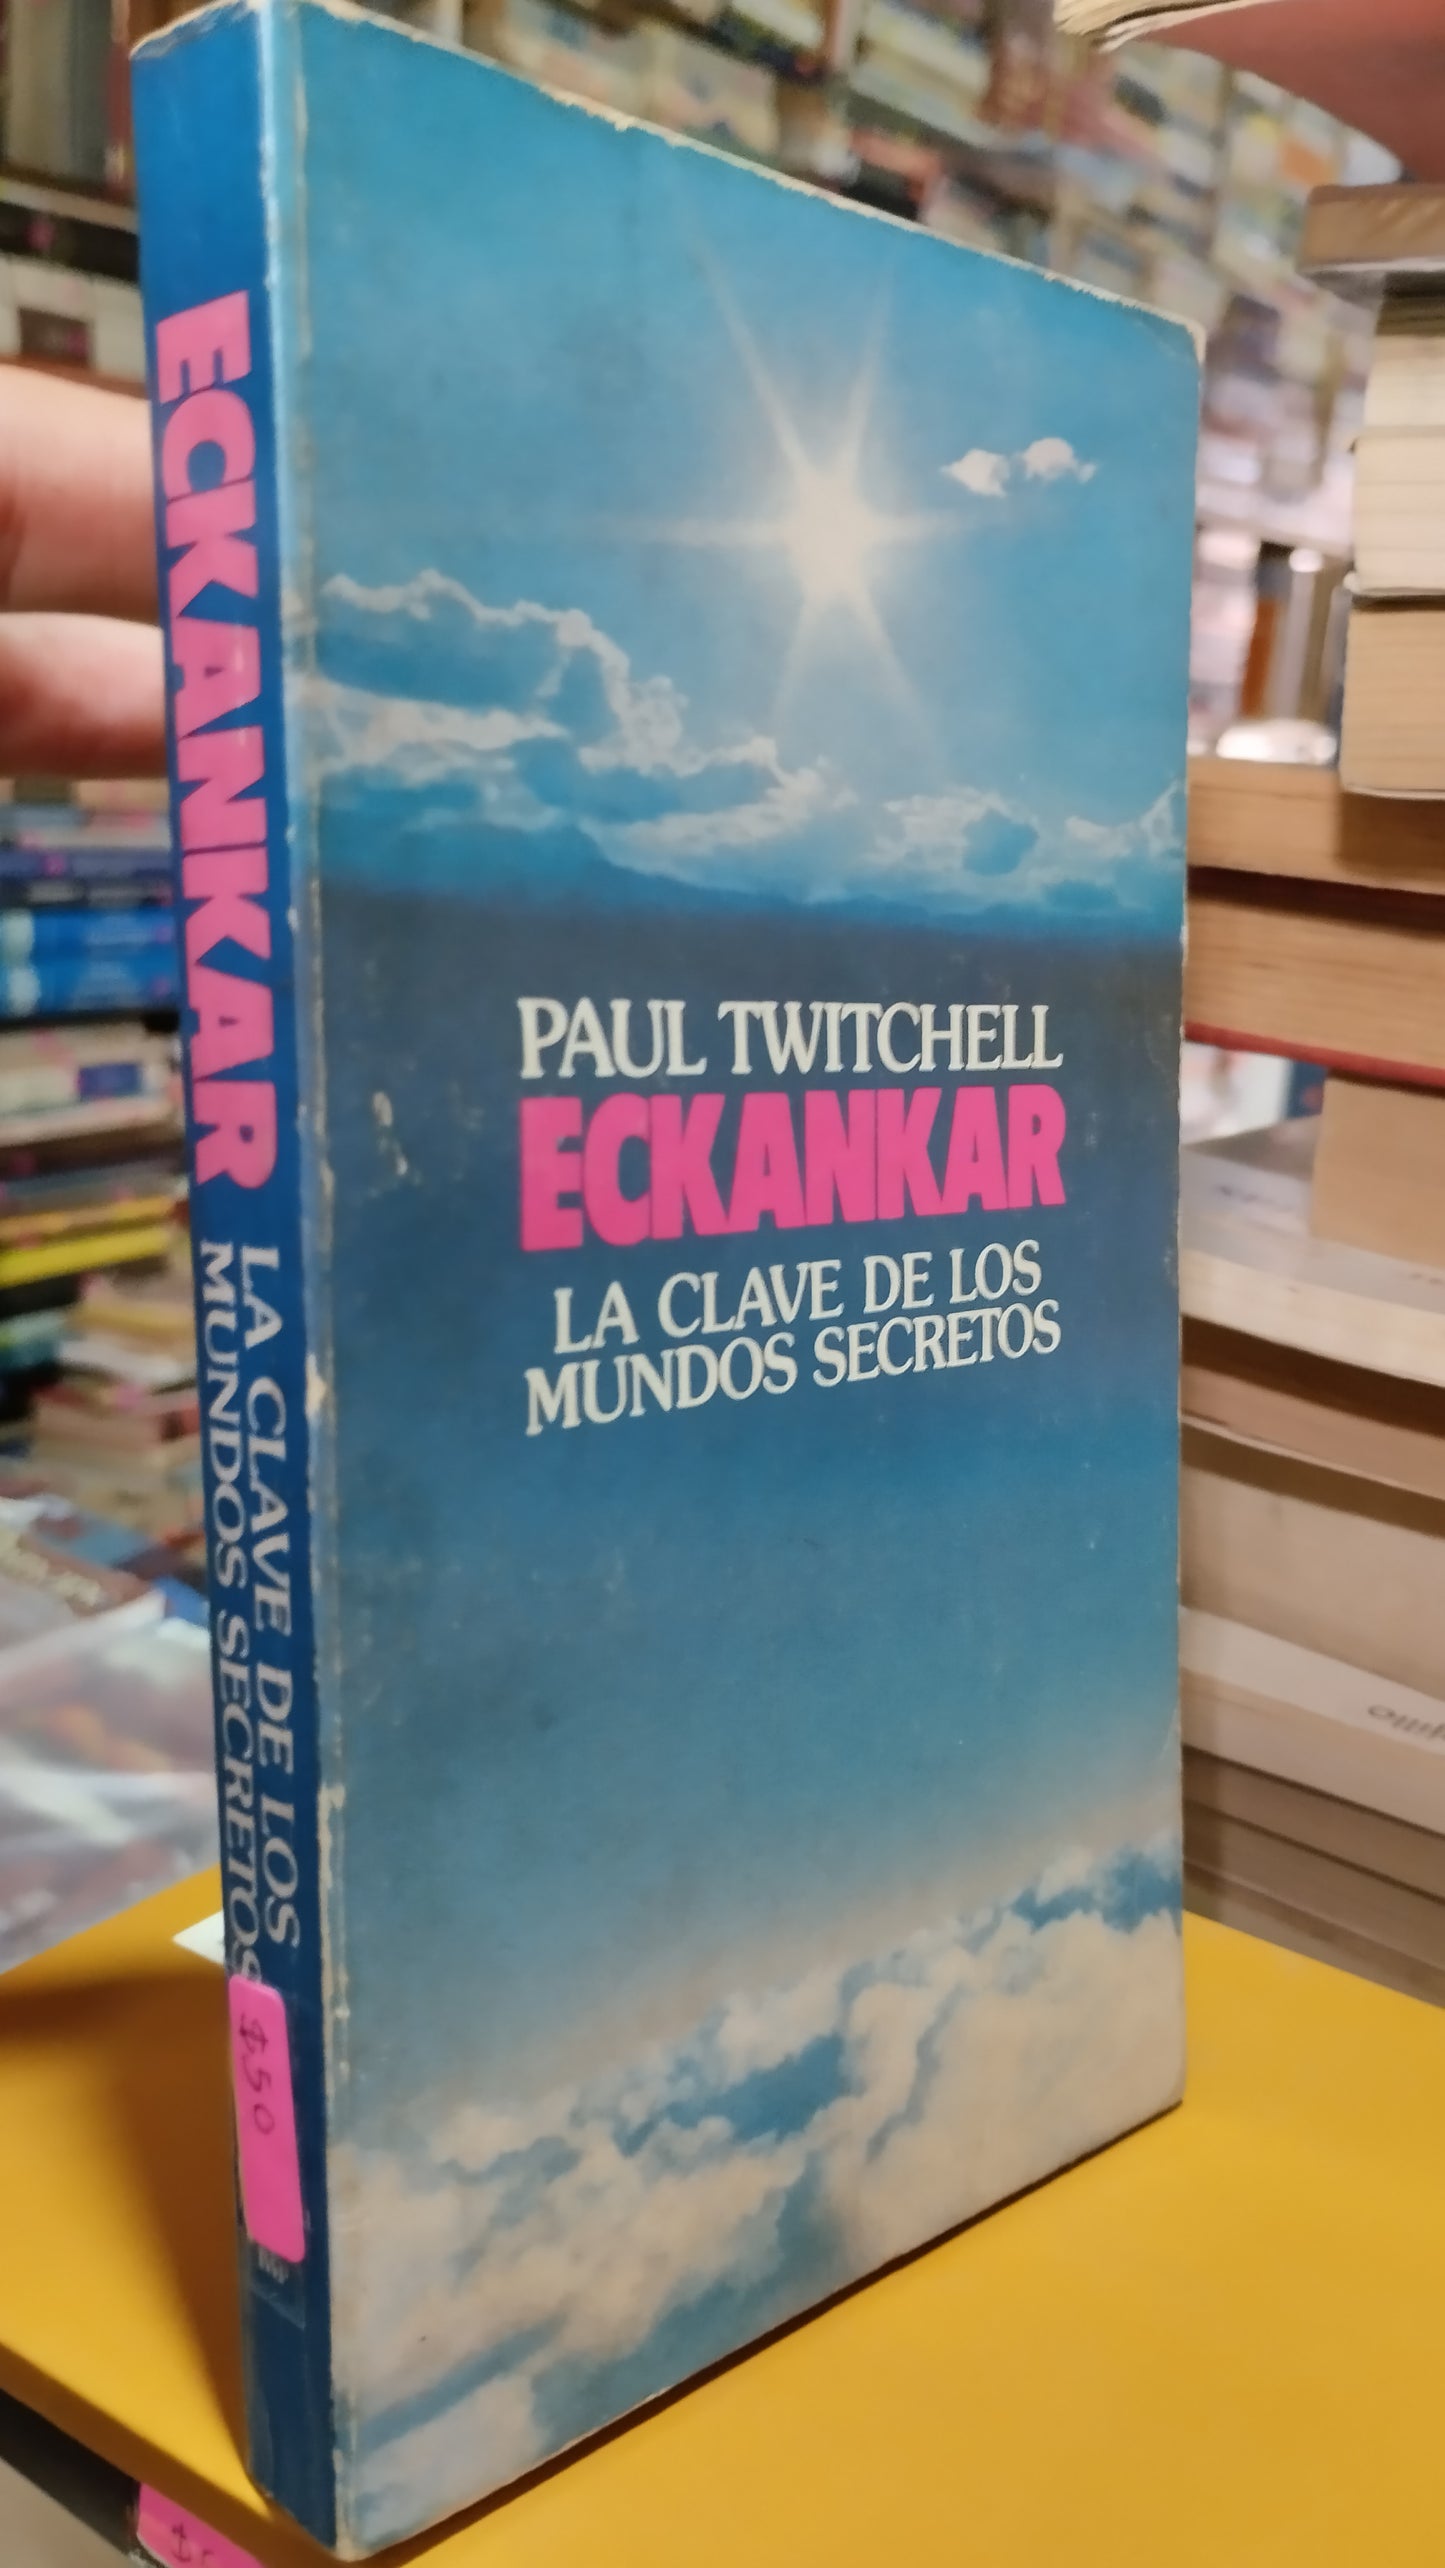 PAUL TWITCHELL
ECKANKAR
LA CLAVE DE LOS
MUNDOS SECRETOS
ECKANKAR
LA CLAVE DE LOS
MUNDOS SECRETOS
$50